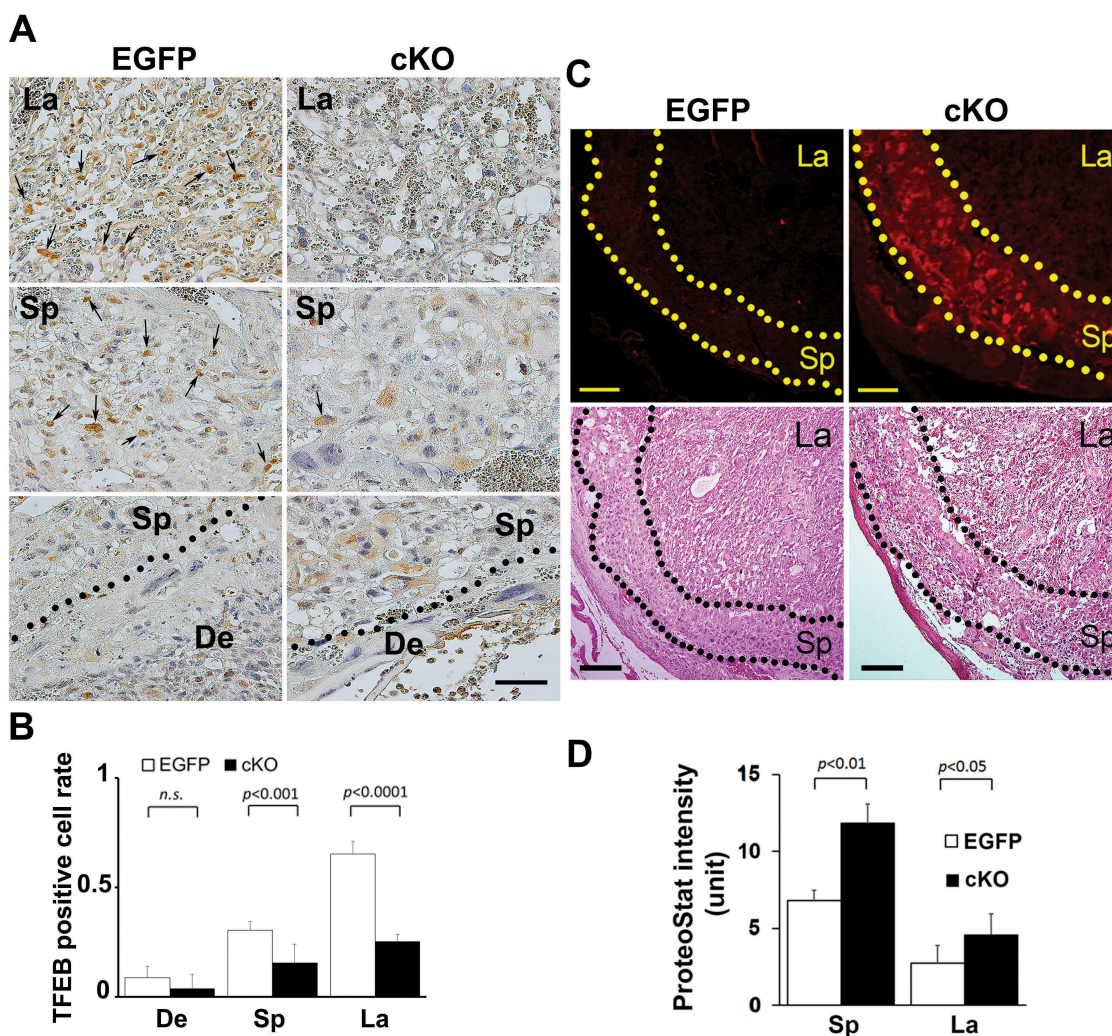 A
EGFP
cKO
La
Sp
Sp
De
Sp
De
B
EGFP
cKO
TFEB positive cell rate
1
0.5
0
n.s.
p<0.001
p<0.0001
De
Sp
La
C
EGFP
cKO
La
Sp
La
Sp
La
Sp
La
Sp
D
ProteoStat intensity
(unit)
15
10
5
0
p<0.01
p<0.05
EGFP
cKO
Sp
La